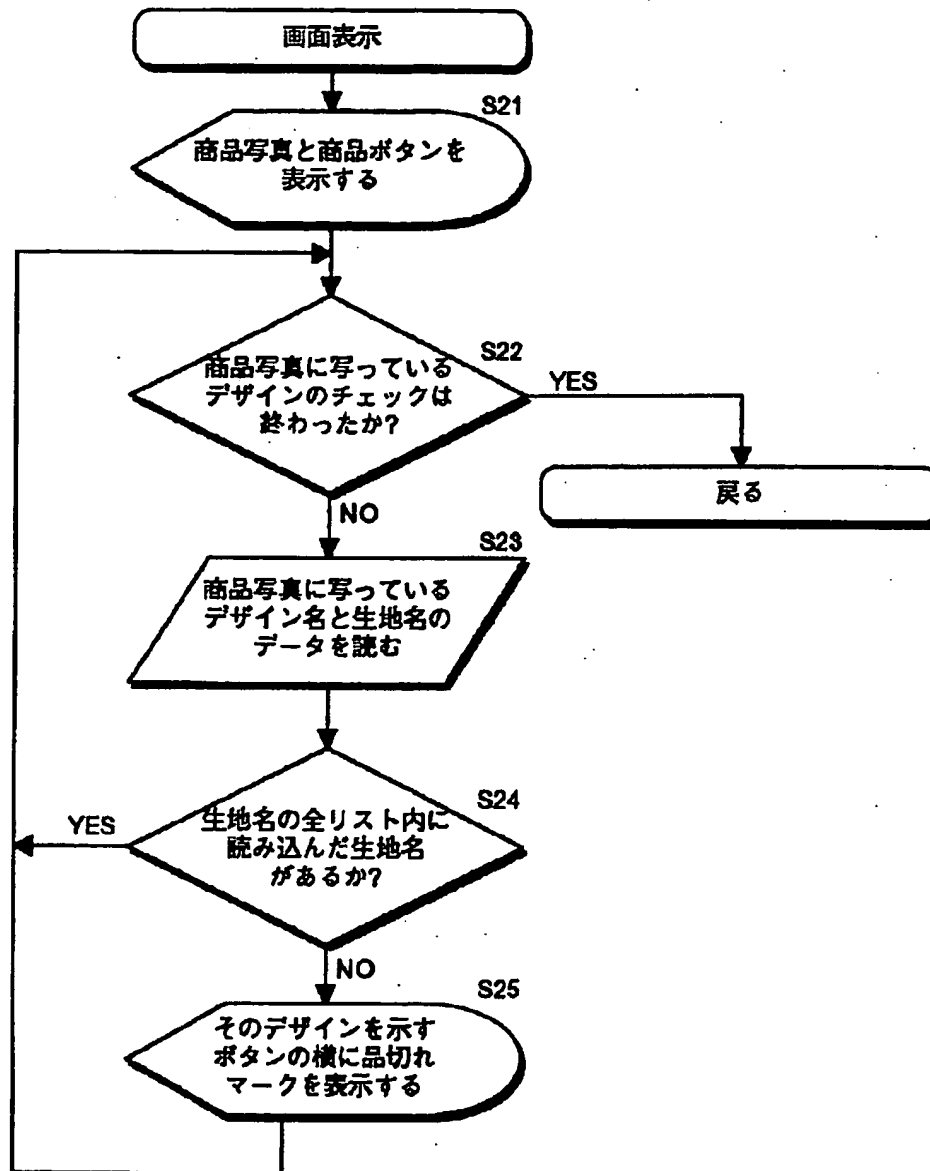 画面表示
S21
商品写真と商品ボタンを
表示する
S22
商品写真に写っている
デザインのチェックは
終わったか?
YES
戻る
NO
S23
商品写真に写っている
デザイン名と生地名の
データを読む
S24
生地名の全リスト内に
読み込んだ生地名
があるか?
YES
NO
S25
そのデザインを示す
ボタンの横に品切れ
マークを表示する